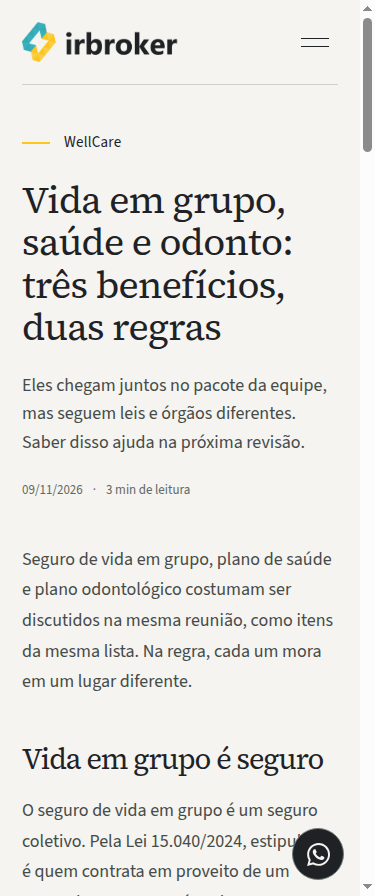 irbroker
WellCare
Vida em grupo,
saúde e odonto:
três benefícios,
duas regras
Eles chegam juntos no pacote da equipe,
mas seguem leis e órgãos diferentes.
Saber disso ajuda na próxima revisão.
09/11/2026 · 3 min de leitura
Seguro de vida em grupo, plano de saúde
e plano odontológico costumam ser
discutidos na mesma reunião, como itens
da mesma lista. Na regra, cada um mora
em um lugar diferente.
Vida em grupo é seguro
O seguro de vida em grupo é um seguro
coletivo. Pela Lei 15.040/2024,
é quem contrata em proveito de um